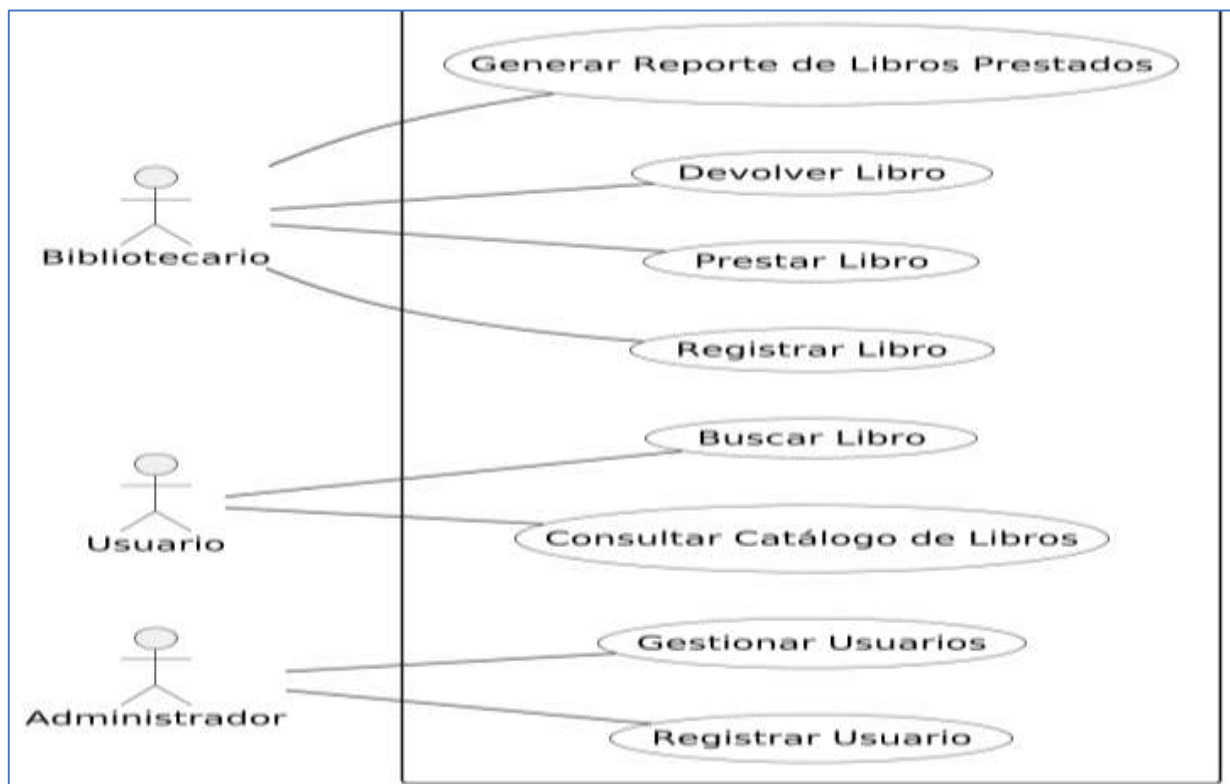 Generar Reporte de Libros Prestados
Devolver Libro
Bibliotecario
Prestar Libro
Registrar Libro
Buscar Libro
Usuario
Consultar Catálogo de Libros
Gestionar Usuarios
Administrador
Registrar Usuario